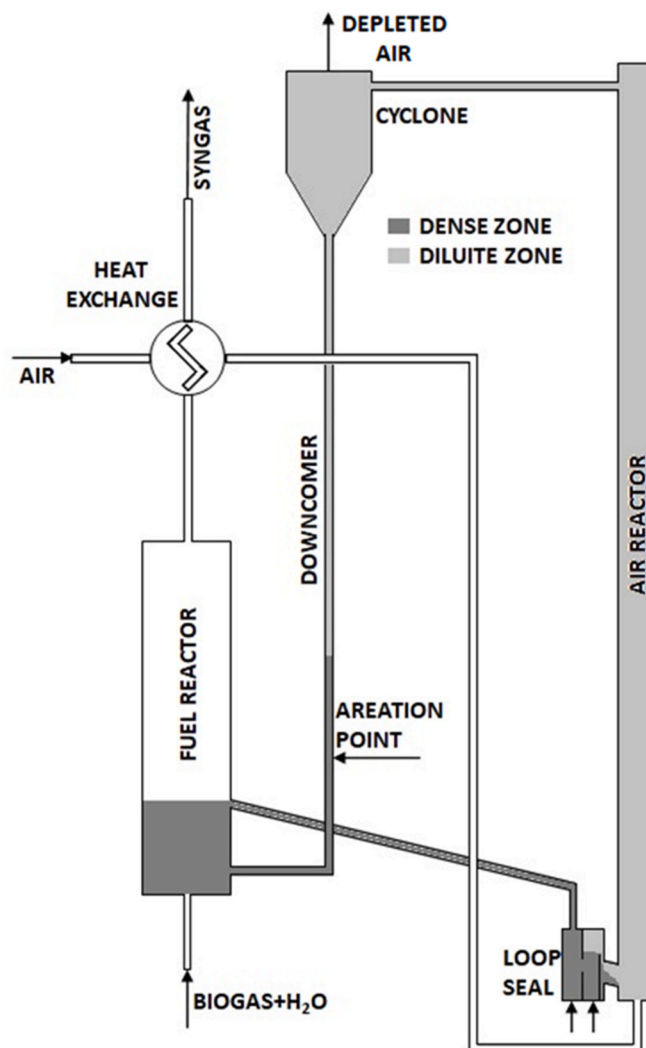 DEPLETED
AIR
CYCLONE
SYNGAS
DENSE ZONE
DILUITE ZONE
HEAT
EXCHANGE
AIR
DOWNCOMER
AIR REACTOR
FUEL REACTOR
AREATION
POINT
LOOP
SEAL
BIOGAS+H₂O